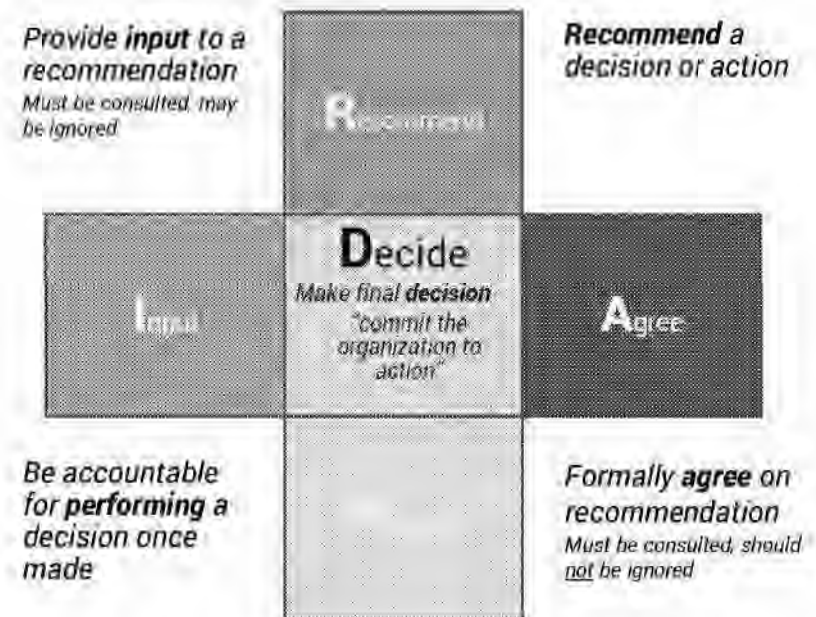 Provide input to a
recommendation
Must be consulted, may
be ignored
Recommend a
decision or action
Recommend
Decide
Make final decision
"commit the
organization to
action"
Input
Agree
Be accountable
for performing a
decision once
made
Formally agree on
recommendation
Must be consulted, should
not be ignored